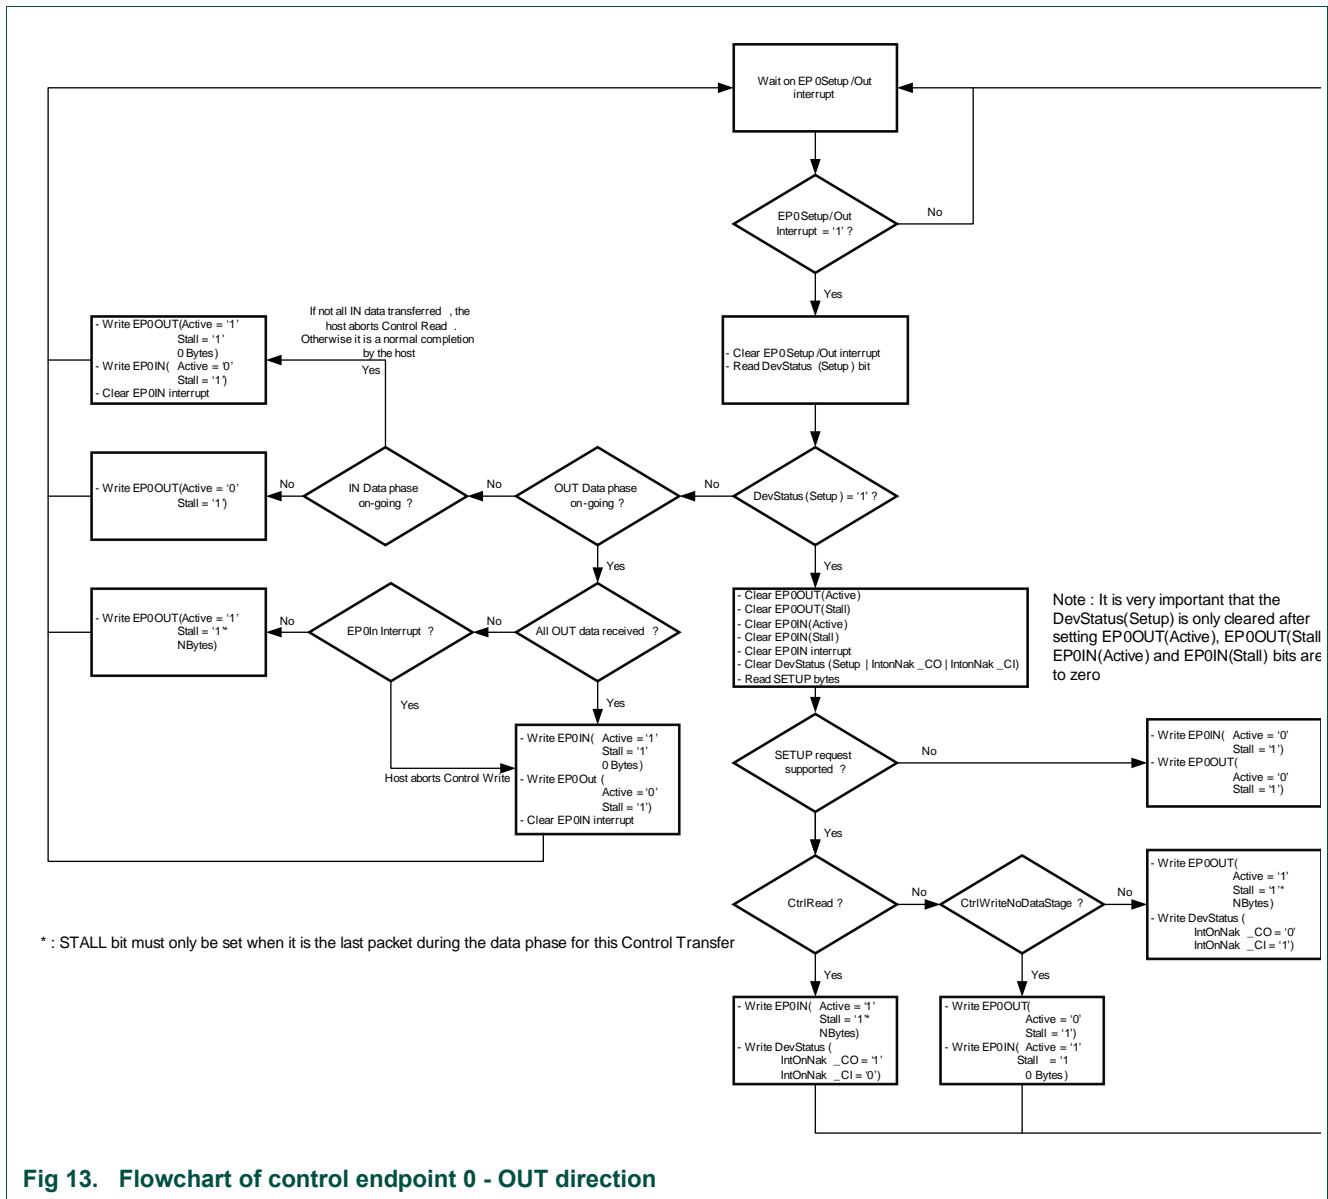 Wait on EP0Setup/Out
interrupt
EP0Setup/Out
Interrupt = '1' ?
No
Yes
- Clear EP0Setup/Out interrupt
- Read DevStatus (Setup) bit
If not all IN data transferred , the
host aborts Control Read .
Otherwise it is a normal completion
by the host
Yes
- Write EP0OUT(Active = '1'
Stall = '1'
0 Bytes)
- Write EP0IN( Active = '0'
Stall = '1')
- Clear EP0IN interrupt
DevStatus (Setup) = '1' ?
No
OUT Data phase
on-going ?
No
IN Data phase
on-going ?
No
- Write EP0OUT(Active = '0'
Stall = '1')
Yes
Yes
All OUT data received ?
No
EP0In Interrupt ?
No
- Write EP0OUT(Active = '1'
Stall = '1'*
NBytes)
Yes
Yes
Host aborts Control Write
- Write EP0IN( Active = '1'
Stall = '1'
0 Bytes)
- Write EP0Out (
Active = '0'
Stall = '1')
- Clear EP0IN interrupt
- Clear EP0OUT(Active)
- Clear EP0OUT(Stall)
- Clear EP0IN(Active)
- Clear EP0IN(Stall)
- Clear EP0IN interrupt
- Clear DevStatus (Setup | IntonNak _CO | IntonNak _CI)
- Read SETUP bytes
Note : It is very important that the
DevStatus(Setup) is only cleared after
setting EP0OUT(Active), EP0OUT(Stall
EP0IN(Active) and EP0IN(Stall) bits are
to zero
SETUP request
supported ?
No
- Write EP0IN( Active = '0'
Stall = '1')
- Write EP0OUT(
Active = '0'
Stall = '1')
Yes
CtrlRead ?
No
CtrlWriteNoDataStage ?
No
- Write EP0OUT(
Active = '1'
Stall = '1'*
NBytes)
- Write DevStatus (
IntOnNak _CO = '0'
IntOnNak _CI = '1')
* : STALL bit must only be set when it is the last packet during the data phase for this Control Transfer
Yes
Yes
- Write EP0IN( Active = '1'
Stall = '1'*
NBytes)
- Write DevStatus (
IntOnNak _CO = '1'
IntOnNak _CI = '0')
- Write EP0OUT(
Active = '0'
Stall = '1')
- Write EP0IN( Active = '1'
Stall = '1
0 Bytes)
Fig 13. Flowchart of control endpoint 0 - OUT direction